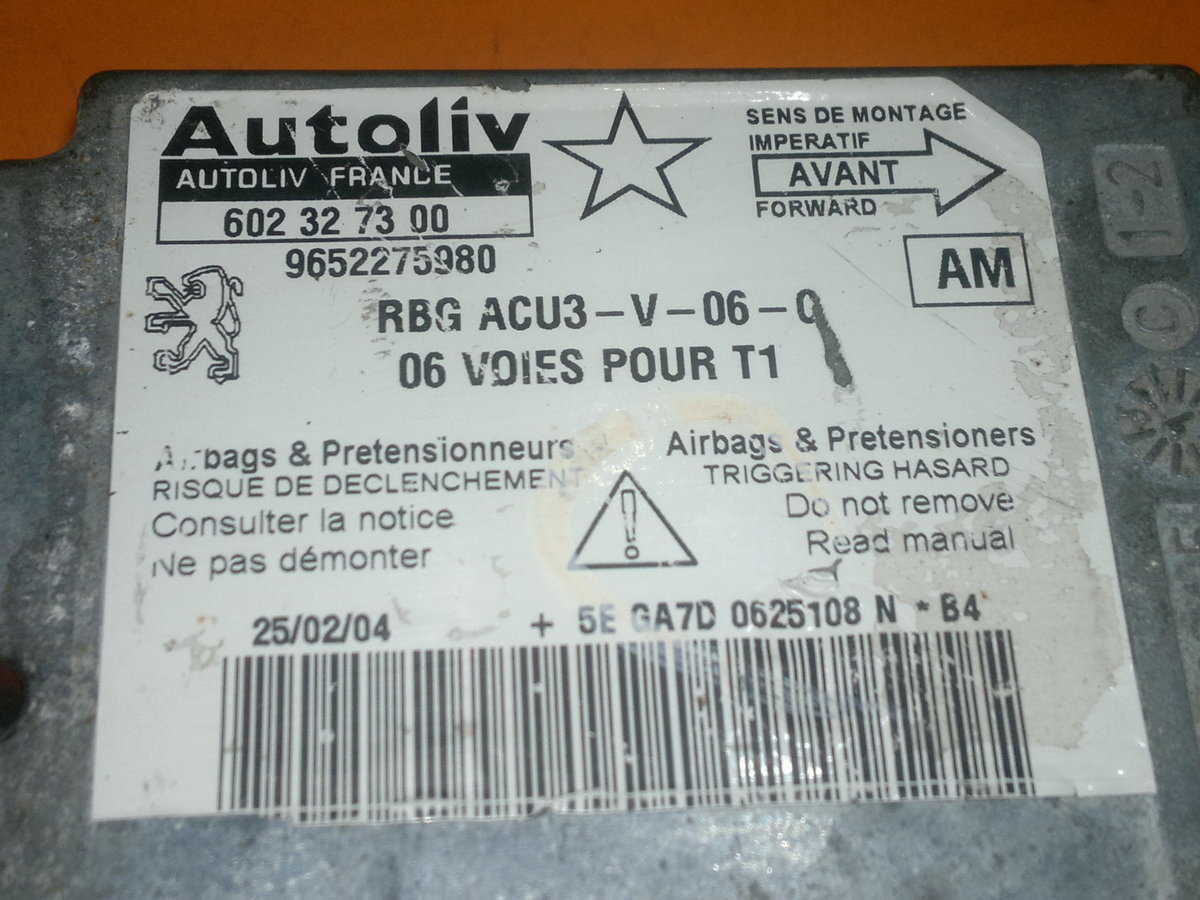 Autoliv
AUTOLIV FRANCE
602 32 73 00
9652275980
SENS DE MONTAGE
IMPERATIF
AVANT
FORWARD
AM
RBG ACU3-V-06-0
06 VOIES POUR T1
Airbags & Pretensionneurs
RISQUE DE DECLENCHEMENT
Consulter la notice
Ne pas démonter
Airbags & Pretensioners
TRIGGERING HASARD
Do not remove
Read manual
25/02/04 + 5E GA7D 0625108 N * B4
1-2
C